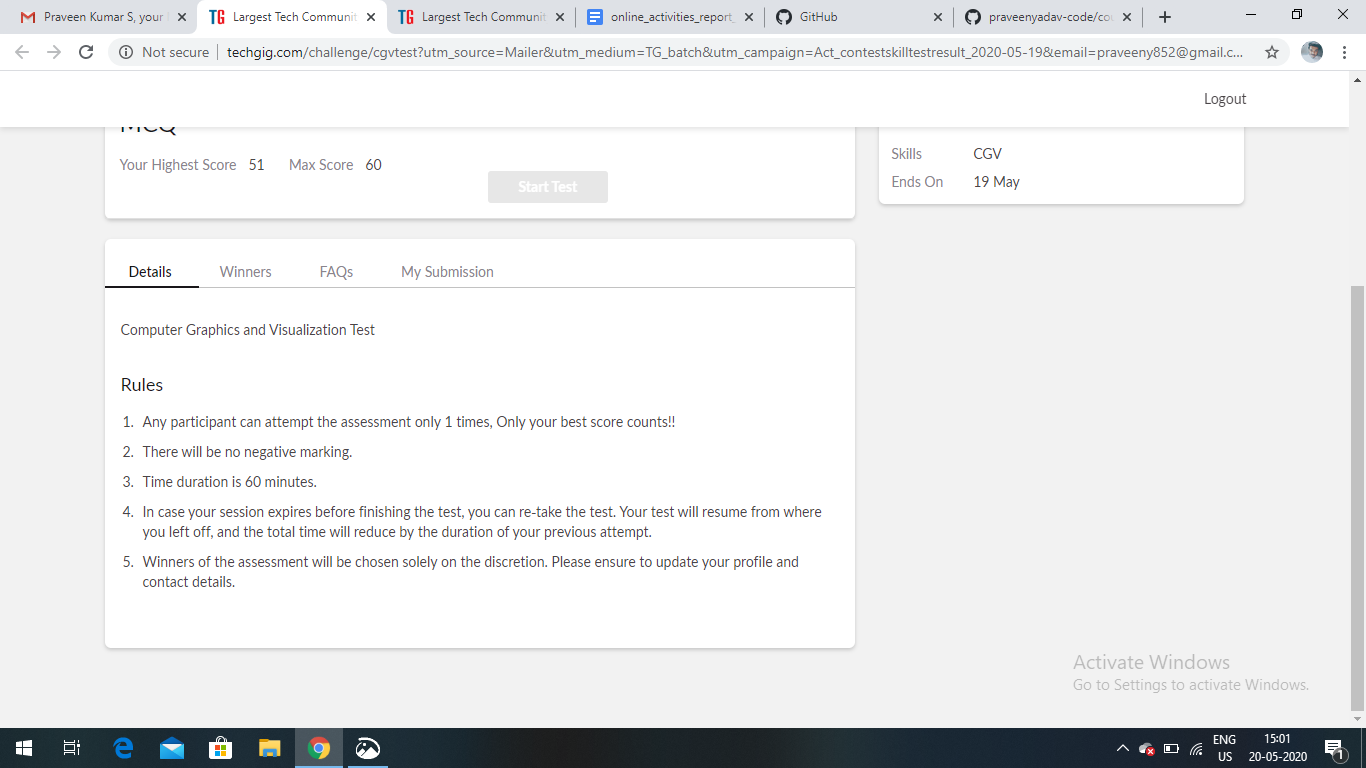 Praveen Kumar S, your
Largest Tech Communit
Largest Tech Communit
online_activities_report_
GitHub
praveenyadav-code/cou
Not secure
techgig.com/challenge/cgvtest?utm_source=Mailer&utm_medium=TG_batch&utm_campaign=Act_contestskilltestresult_2020-05-19&email=praveeny852@gmail.c...
Logout
MCQ
Your Highest Score 51 Max Score 60
Start Test
Skills CGV
Ends On 19 May
Details Winners FAQs My Submission
Computer Graphics and Visualization Test
Rules
1. Any participant can attempt the assessment only 1 times, Only your best score counts!!
2. There will be no negative marking.
3. Time duration is 60 minutes.
4. In case your session expires before finishing the test, you can re-take the test. Your test will resume from where
you left off, and the total time will reduce by the duration of your previous attempt.
5. Winners of the assessment will be chosen solely on the discretion. Please ensure to update your profile and
contact details.
Activate Windows
Go to Settings to activate Windows.
ENG
US
15:01
20-05-2020
1